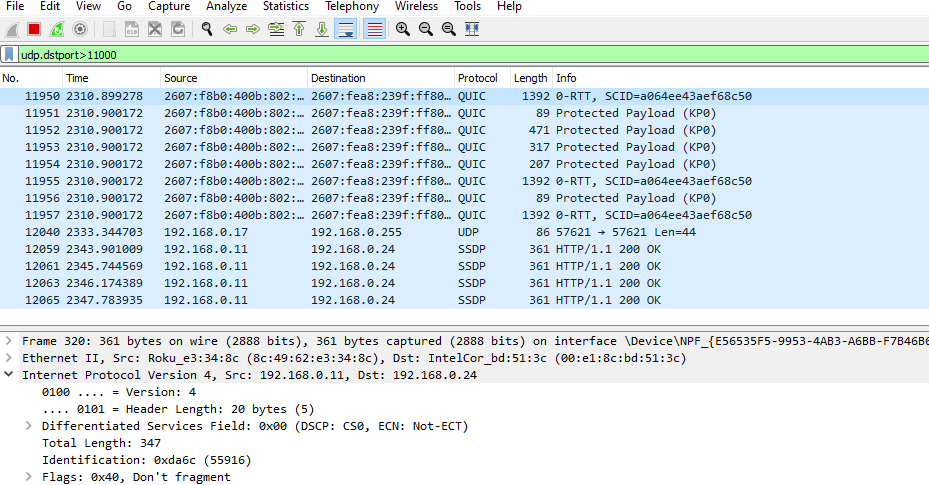 File Edit View Go Capture Analyze Statistics Telephony Wireless Tools Help
udp.dstport>11000
No. Time Source Destination Protocol Length Info
11950 2310.899278 2607:f8b0:400b:802:… 2607:fea8:239f:ff80… QUIC 1392 0-RTT, SCID=a064ee43aef68c50
11951 2310.900172 2607:f8b0:400b:802:… 2607:fea8:239f:ff80… QUIC 89 Protected Payload (KP0)
11952 2310.900172 2607:f8b0:400b:802:… 2607:fea8:239f:ff80… QUIC 471 Protected Payload (KP0)
11953 2310.900172 2607:f8b0:400b:802:… 2607:fea8:239f:ff80… QUIC 317 Protected Payload (KP0)
11954 2310.900172 2607:f8b0:400b:802:… 2607:fea8:239f:ff80… QUIC 207 Protected Payload (KP0)
11955 2310.900172 2607:f8b0:400b:802:… 2607:fea8:239f:ff80… QUIC 1392 0-RTT, SCID=a064ee43aef68c50
11956 2310.900172 2607:f8b0:400b:802:… 2607:fea8:239f:ff80… QUIC 89 Protected Payload (KP0)
11957 2310.900172 2607:f8b0:400b:802:… 2607:fea8:239f:ff80… QUIC 1392 0-RTT, SCID=a064ee43aef68c50
12040 2333.344703 192.168.0.17 192.168.0.255 UDP 86 57621 → 57621 Len=44
12059 2343.901009 192.168.0.11 192.168.0.24 SSDP 361 HTTP/1.1 200 OK
12061 2345.744569 192.168.0.11 192.168.0.24 SSDP 361 HTTP/1.1 200 OK
12063 2346.174389 192.168.0.11 192.168.0.24 SSDP 361 HTTP/1.1 200 OK
12065 2347.783935 192.168.0.11 192.168.0.24 SSDP 361 HTTP/1.1 200 OK
Frame 320: 361 bytes on wire (2888 bits), 361 bytes captured (2888 bits) on interface \Device\NPF_{E56535F5-9953-4AB3-A6BB-F7B46B6
Ethernet II, Src: Roku_e3:34:8c (8c:49:62:e3:34:8c), Dst: IntelCor_bd:51:3c (00:e1:8c:bd:51:3c)
Internet Protocol Version 4, Src: 192.168.0.11, Dst: 192.168.0.24
0100 .... = Version: 4
.... 0101 = Header Length: 20 bytes (5)
Differentiated Services Field: 0x00 (DSCP: CS0, ECN: Not-ECT)
Total Length: 347
Identification: 0xda6c (55916)
Flags: 0x40, Don't fragment